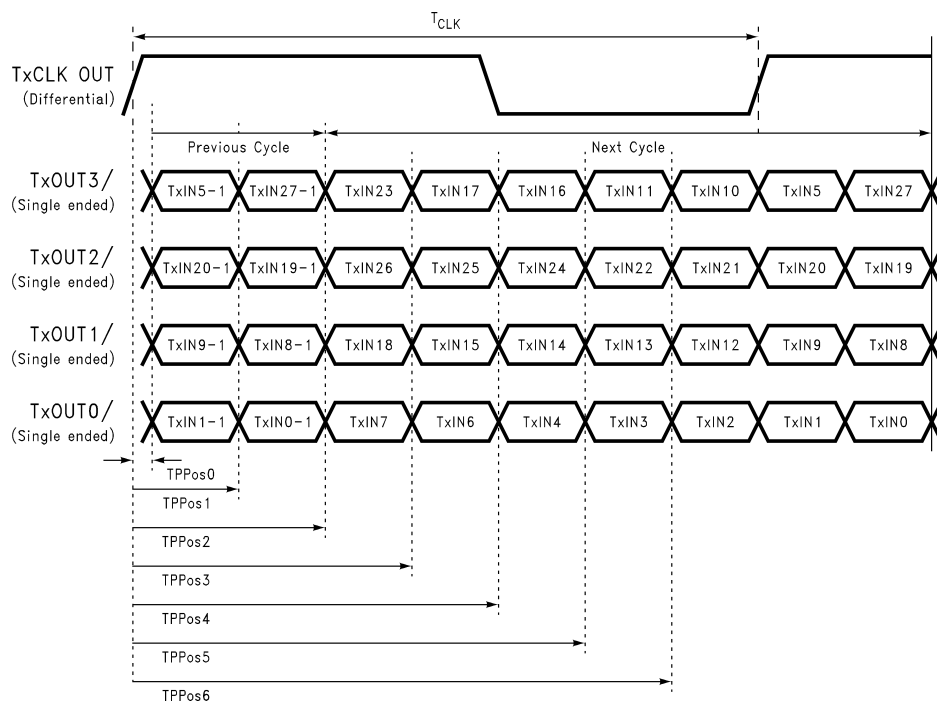 TCLK
TxCLK OUT
(Differential)
Previous Cycle
Next Cycle
TxOUT3/
(Single ended)
TxIN5-1 TxIN27-1 TxIN23 TxIN17 TxIN16 TxIN11 TxIN10 TxIN5 TxIN27
TxOUT2/
(Single ended)
TxIN20-1 TxIN19-1 TxIN26 TxIN25 TxIN24 TxIN22 TxIN21 TxIN20 TxIN19
TxOUT1/
(Single ended)
TxIN9-1 TxIN8-1 TxIN18 TxIN15 TxIN14 TxIN13 TxIN12 TxIN9 TxIN8
TxOUT0/
(Single ended)
TxIN1-1 TxIN0-1 TxIN7 TxIN6 TxIN4 TxIN3 TxIN2 TxIN1 TxIN0
TPPos0
TPPos1
TPPos2
TPPos3
TPPos4
TPPos5
TPPos6